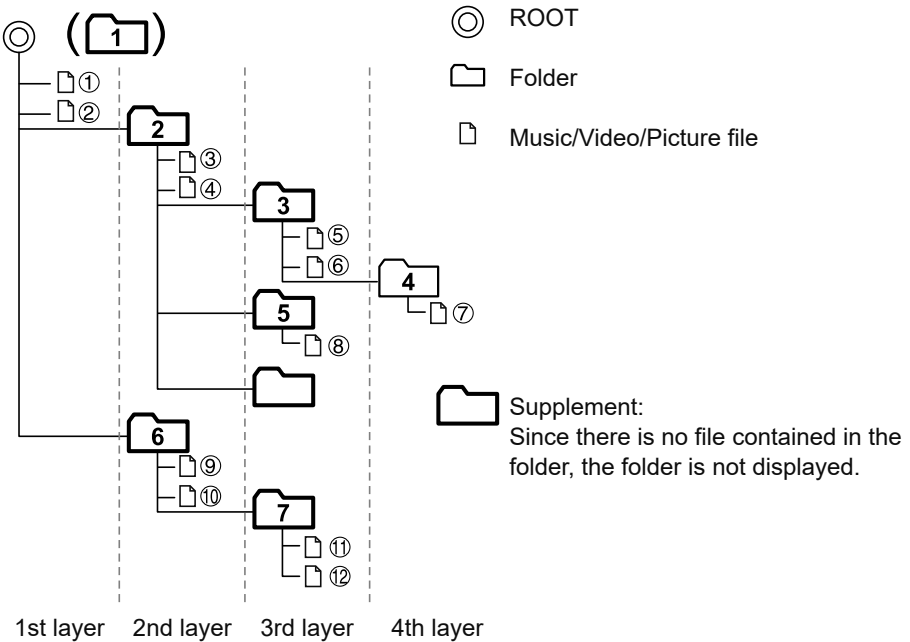 (1)
ROOT
Folder
Music/Video/Picture file
①
②
2
③
④
3
⑤
⑥
4
⑦
5
⑧
Supplement:
Since there is no file contained in the
folder, the folder is not displayed.
6
⑨
⑩
7
⑪
⑫
1st layer 2nd layer 3rd layer 4th layer